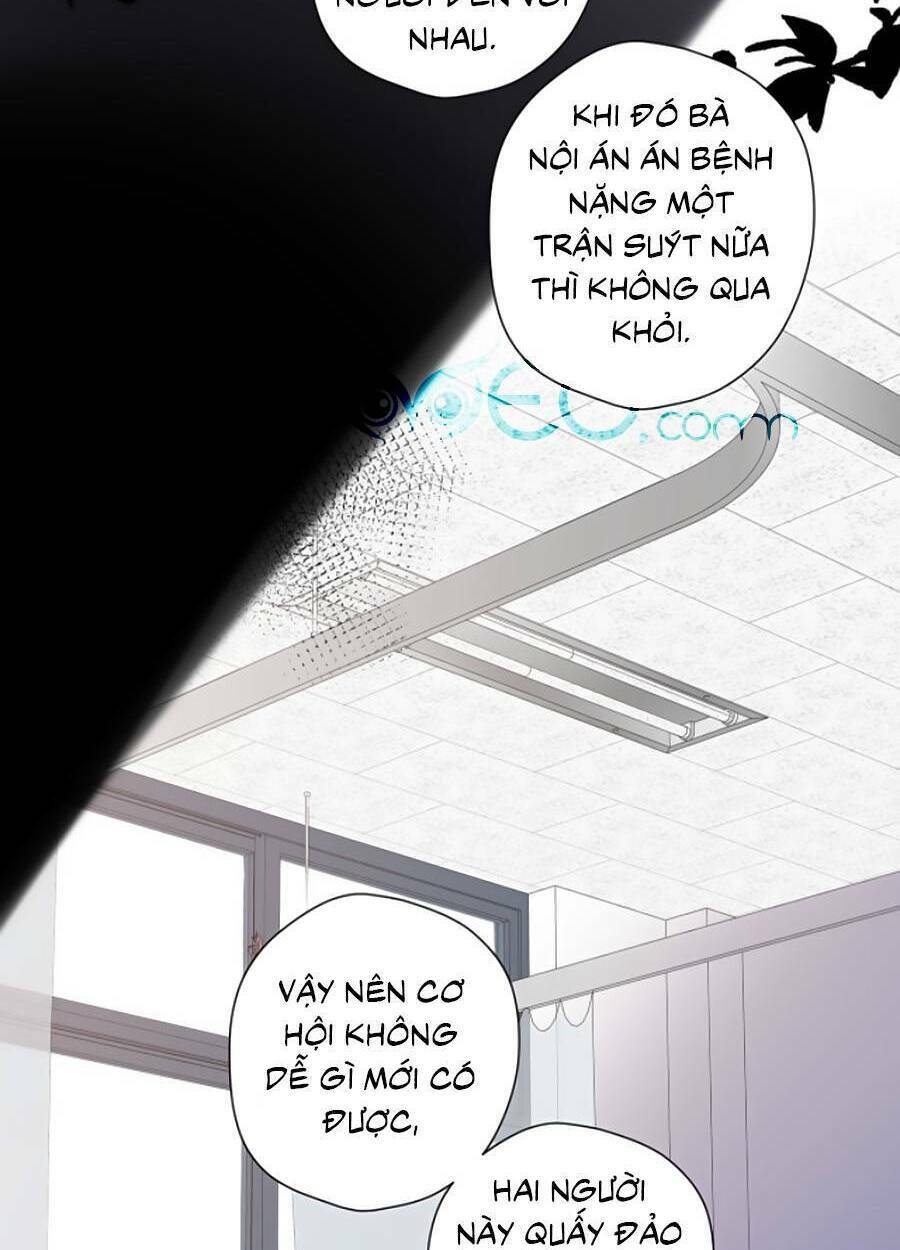 NHAU.
KHI ĐÓ BÀ
NỘI ÁN ÁN BỆNH
NẶNG MỘT
TRẬN SUÝT NỮA
THÌ KHÔNG QUA
KHỎI.
VẬY NÊN CƠ
HỘI KHÔNG
DỄ GÌ MỚI CÓ
ĐƯỢC,
HAI NGƯỜI
NÀY QUẤY ĐẢO